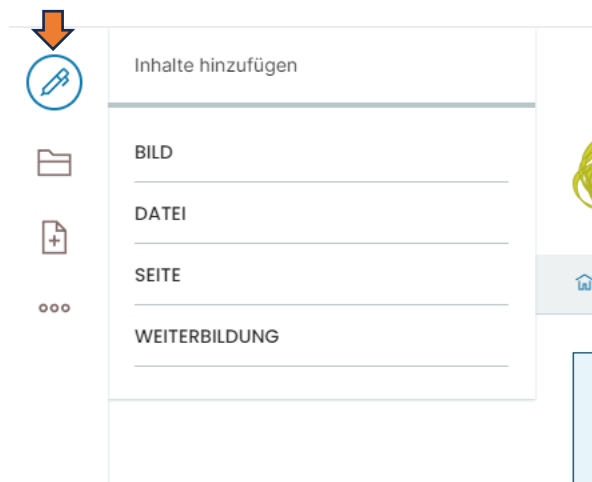 Inhalte hinzufügen
BILD
DATEI
SEITE
WEITERBILDUNG